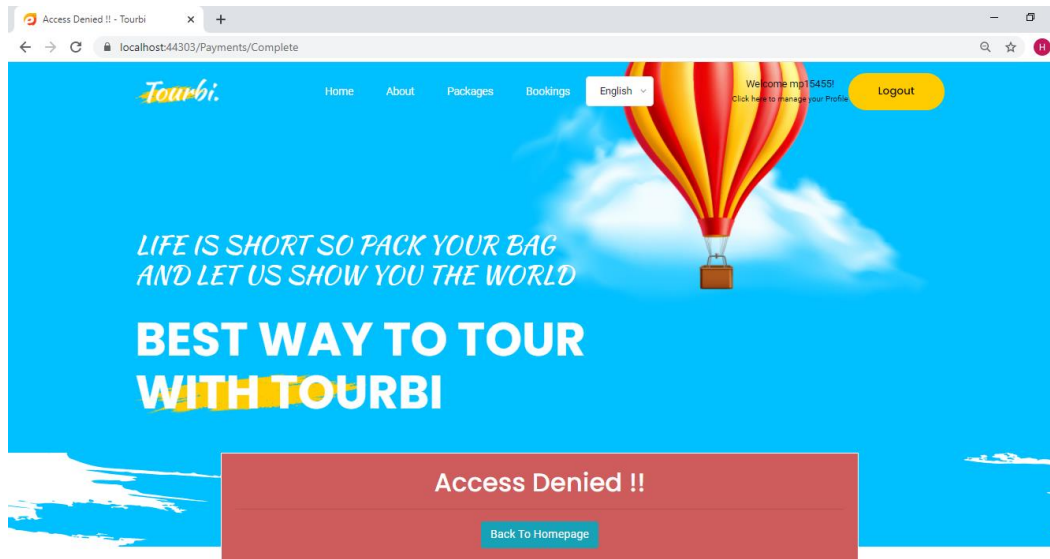 Access Denied !! - Tourbi
localhost:44303/Payments/Complete
H
Tourbi.
Home About Packages Bookings English Welcome mp15455! Logout
Click here to manage your Profile
LIFE IS SHORT SO PACK YOUR BAG
AND LET US SHOW YOU THE WORLD
BEST WAY TO TOUR
WITH TOURBI
Access Denied !!
Back To Homepage